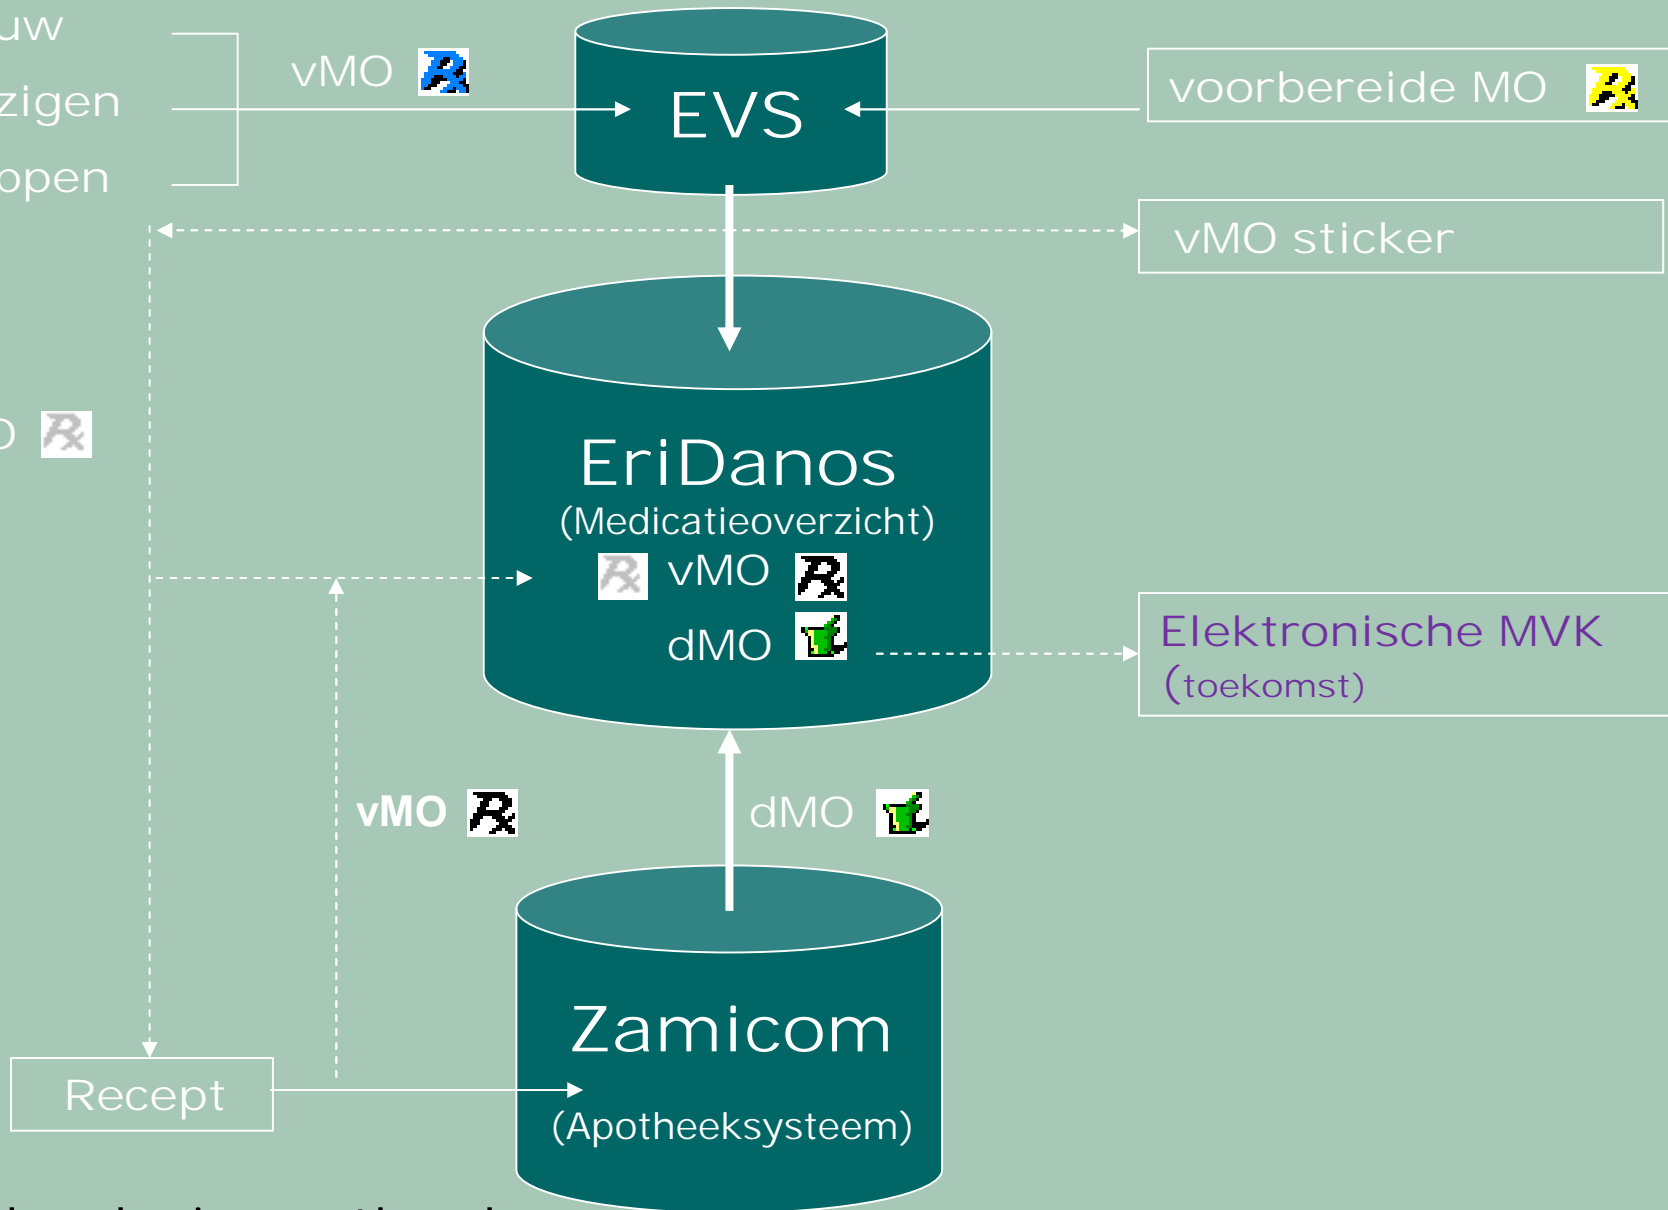 vMO
EVS
voorbereide MO
vMO sticker
EriDanos
(Medicatieoverzicht)
vMO
dMO
Elektronische MVK
(toekomst)
vMO
dMO
Zamicom
(Apotheeksysteem)
Recept